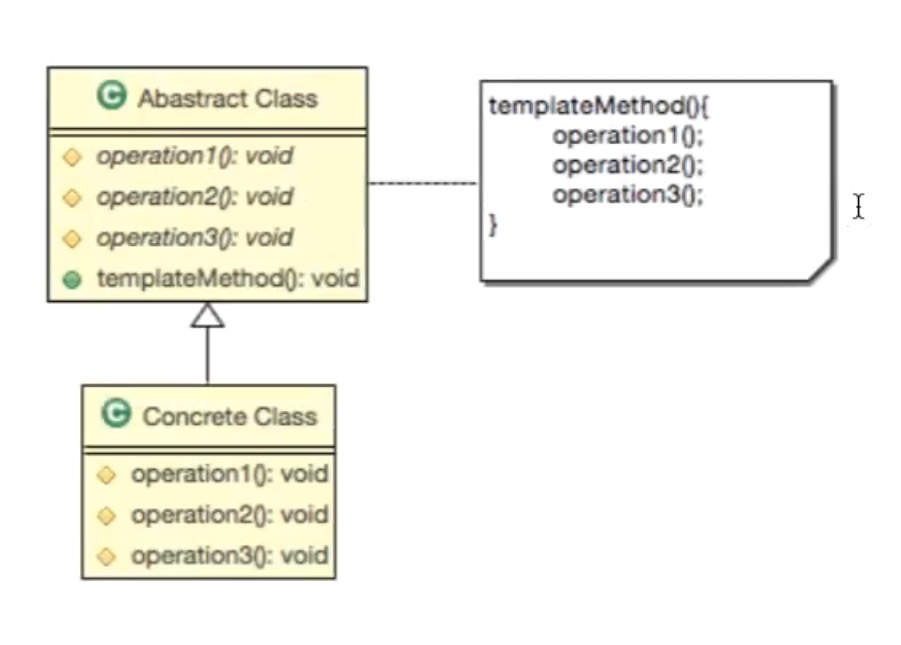 C Abastract Class
operation1(): void
operation2(): void
operation3(): void
templateMethod(): void
templateMethod(){
operation1();
operation2();
operation3();
}
C Concrete Class
operation1(): void
operation2(): void
operation3(): void